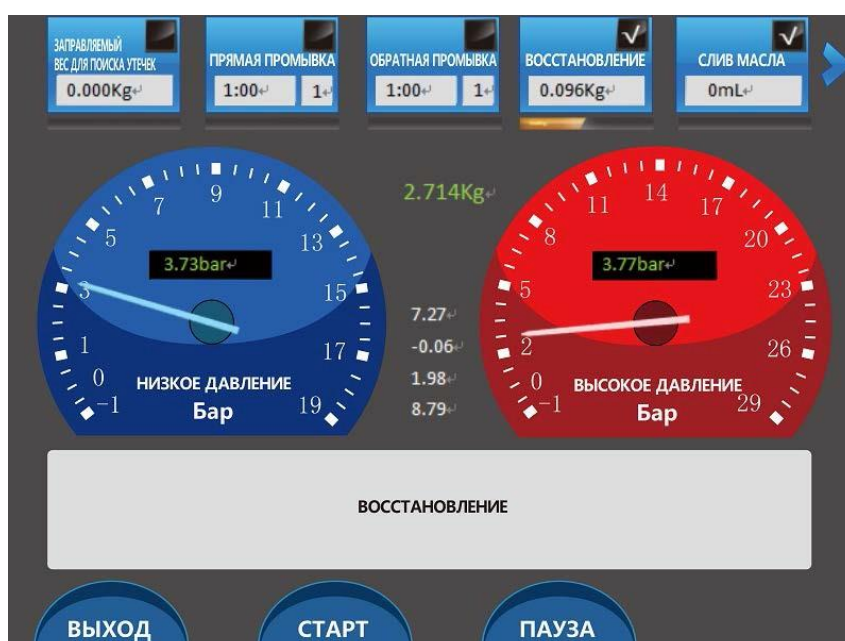 ЗАПРАВЛЯЕМЫЙ
ВЕС ДЛЯ ПОИСКА УТЕЧЕК
0.000Kg↵
ПРЯМАЯ ПРОМЫВКА
1:00↵ 1↵
ОБРАТНАЯ ПРОМЫВКА
1:00↵ 1↵
ВОССТАНОВЛЕНИЕ
0.096Kg↵
СЛИВ МАСЛА
0mL↵
-1 0 1 3 5 7 9 11 13 15 17 19
3.73bar↵
НИЗКОЕ ДАВЛЕНИЕ
Бар
2.714Kg↵
7.27↵
-0.06↵
1.98↵
8.79↵
-1 0 2 5 8 11 14 17 20 23 26 29
3.77bar↵
ВЫСОКОЕ ДАВЛЕНИЕ
Бар
ВОССТАНОВЛЕНИЕ
ВЫХОД
СТАРТ
ПАУЗА